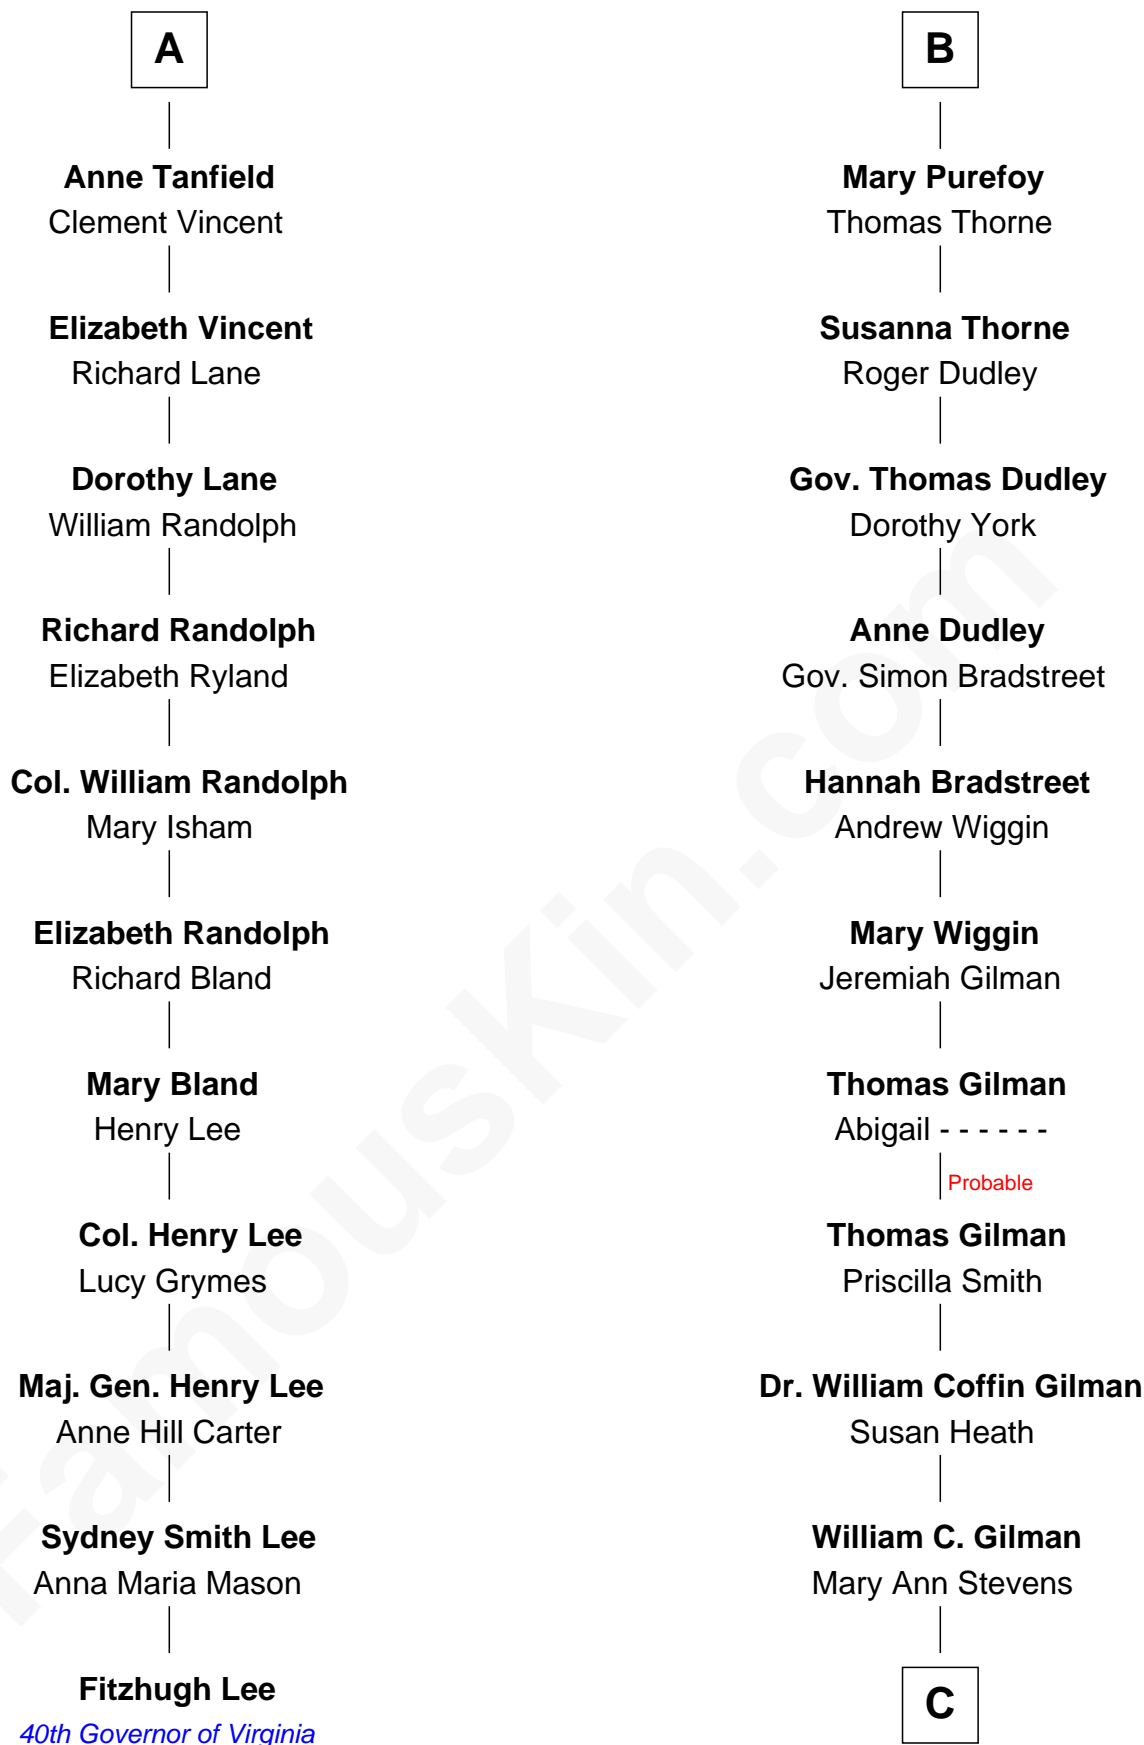 A
Anne Tanfield
Clement Vincent
Elizabeth Vincent
Richard Lane
Dorothy Lane
William Randolph
Richard Randolph
Elizabeth Ryland
Col. William Randolph
Mary Isham
Elizabeth Randolph
Richard Bland
Mary Bland
Henry Lee
Col. Henry Lee
Lucy Grymes
Maj. Gen. Henry Lee
Anne Hill Carter
Sydney Smith Lee
Anna Maria Mason
Fitzhugh Lee
40th Governor of Virginia
B
Mary Purefoy
Thomas Thorne
Susanna Thorne
Roger Dudley
Gov. Thomas Dudley
Dorothy York
Anne Dudley
Gov. Simon Bradstreet
Hannah Bradstreet
Andrew Wiggin
Mary Wiggin
Jeremiah Gilman
Thomas Gilman
Abigail - - - - - -
Probable
Thomas Gilman
Priscilla Smith
Dr. William Coffin Gilman
Susan Heath
William C. Gilman
Mary Ann Stevens
C
FamousKin.com